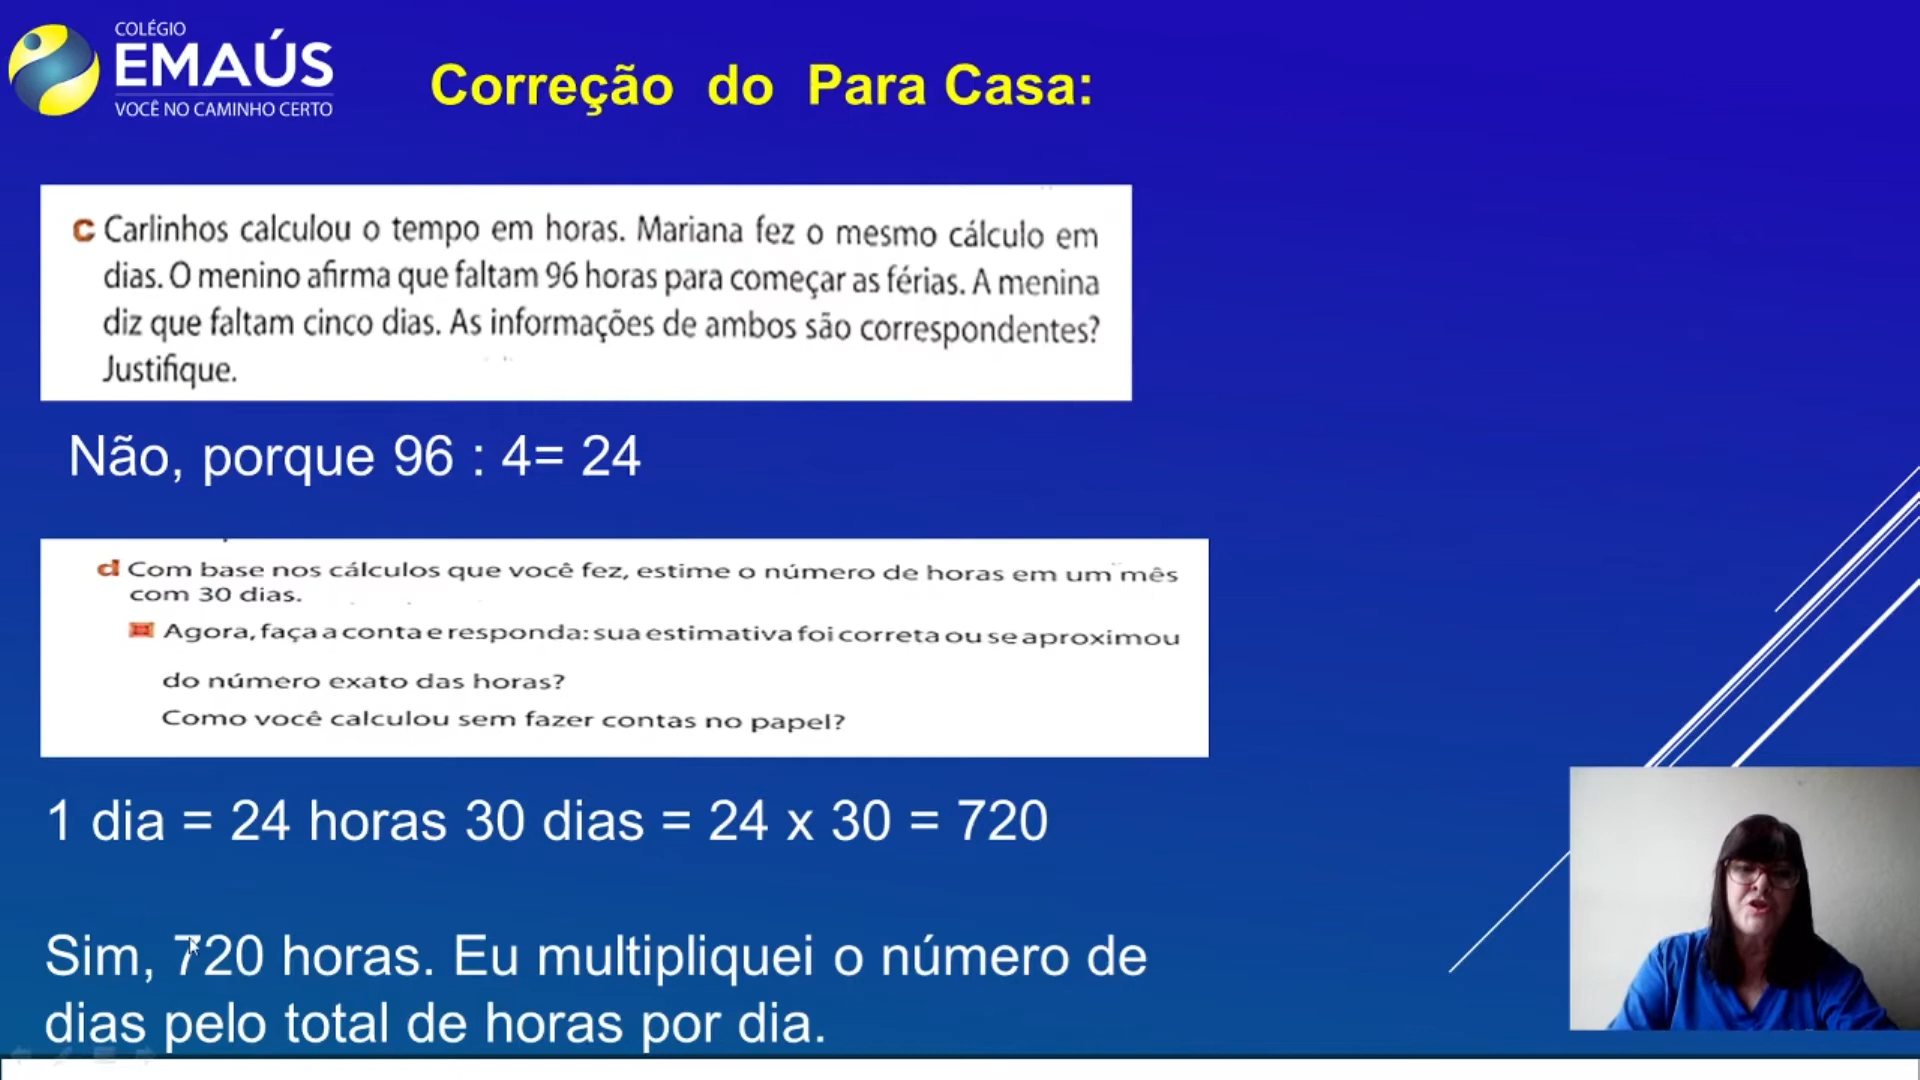 COLÉGIO
EMAÚS
VOCÊ NO CAMINHO CERTO
Correção do Para Casa:
c Carlinhos calculou o tempo em horas. Mariana fez o mesmo cálculo em
dias. O menino afirma que faltam 96 horas para começar as férias. A menina
diz que faltam cinco dias. As informações de ambos são correspondentes?
Justifique.
Não, porque 96 : 4= 24
d Com base nos cálculos que você fez, estime o número de horas em um mês
com 30 dias.
Agora, faça a conta e responda: sua estimativa foi correta ou se aproximou
do número exato das horas?
Como você calculou sem fazer contas no papel?
1 dia = 24 horas 30 dias = 24 x 30 = 720
Sim, 720 horas. Eu multipliquei o número de
dias pelo total de horas por dia.